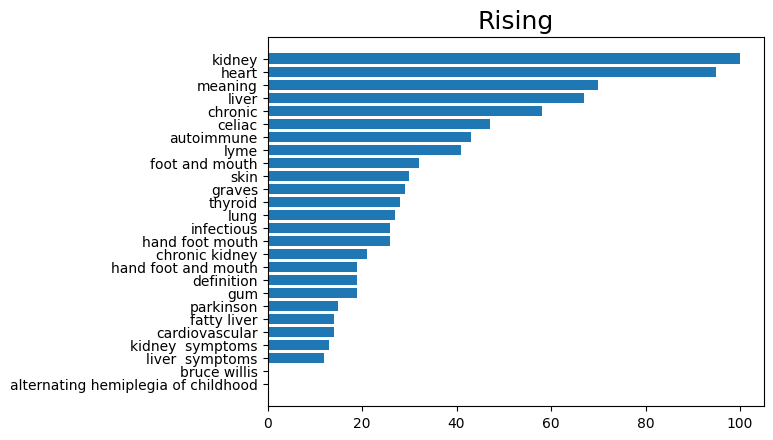 Rising
kidney
heart
meaning
liver
chronic
celiac
autoimmune
lyme
foot and mouth
skin
graves
thyroid
lung
infectious
hand foot mouth
chronic kidney
hand foot and mouth
definition
gum
parkinson
fatty liver
cardiovascular
kidney  symptoms
liver  symptoms
bruce willis
alternating hemiplegia of childhood
0 20 40 60 80 100